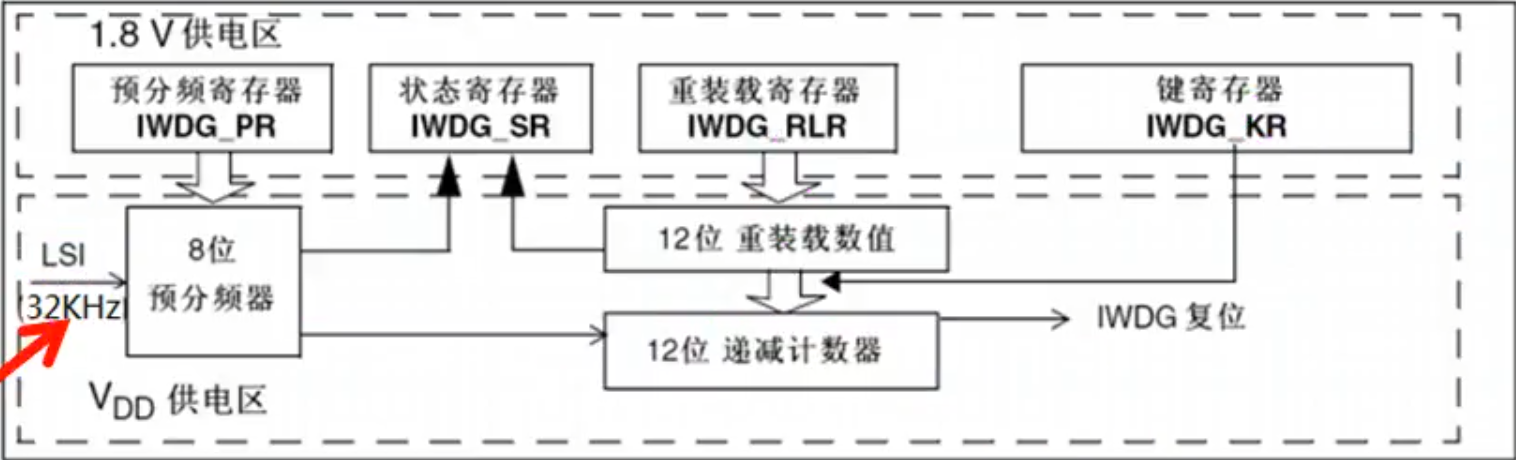 1.8 V 供电区
预分频寄存器
IWDG_PR
状态寄存器
IWDG_SR
重装载寄存器
IWDG_RLR
键寄存器
IWDG_KR
LSI
(32KHz)
8位
预分频器
12位 重装载数值
12位 递减计数器
IWDG 复位
VDD 供电区